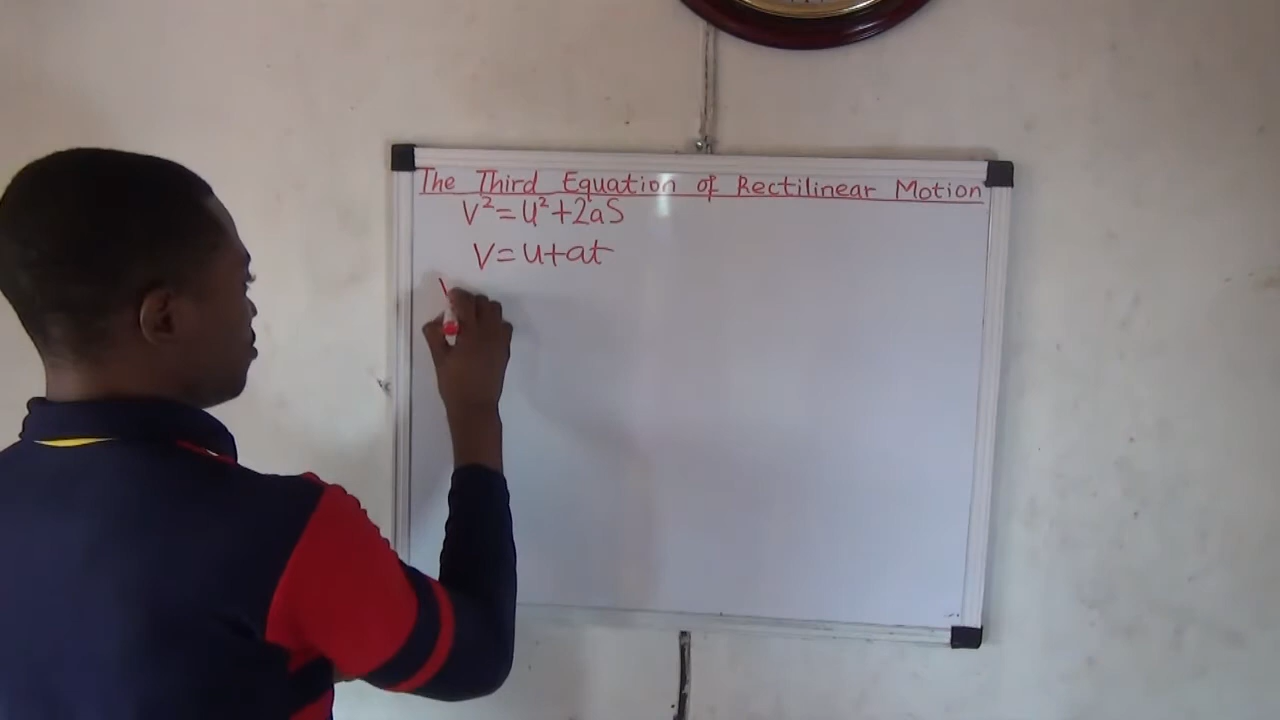 The Third Equation of Rectilinear Motion
V² = U² + 2aS
V = U + at